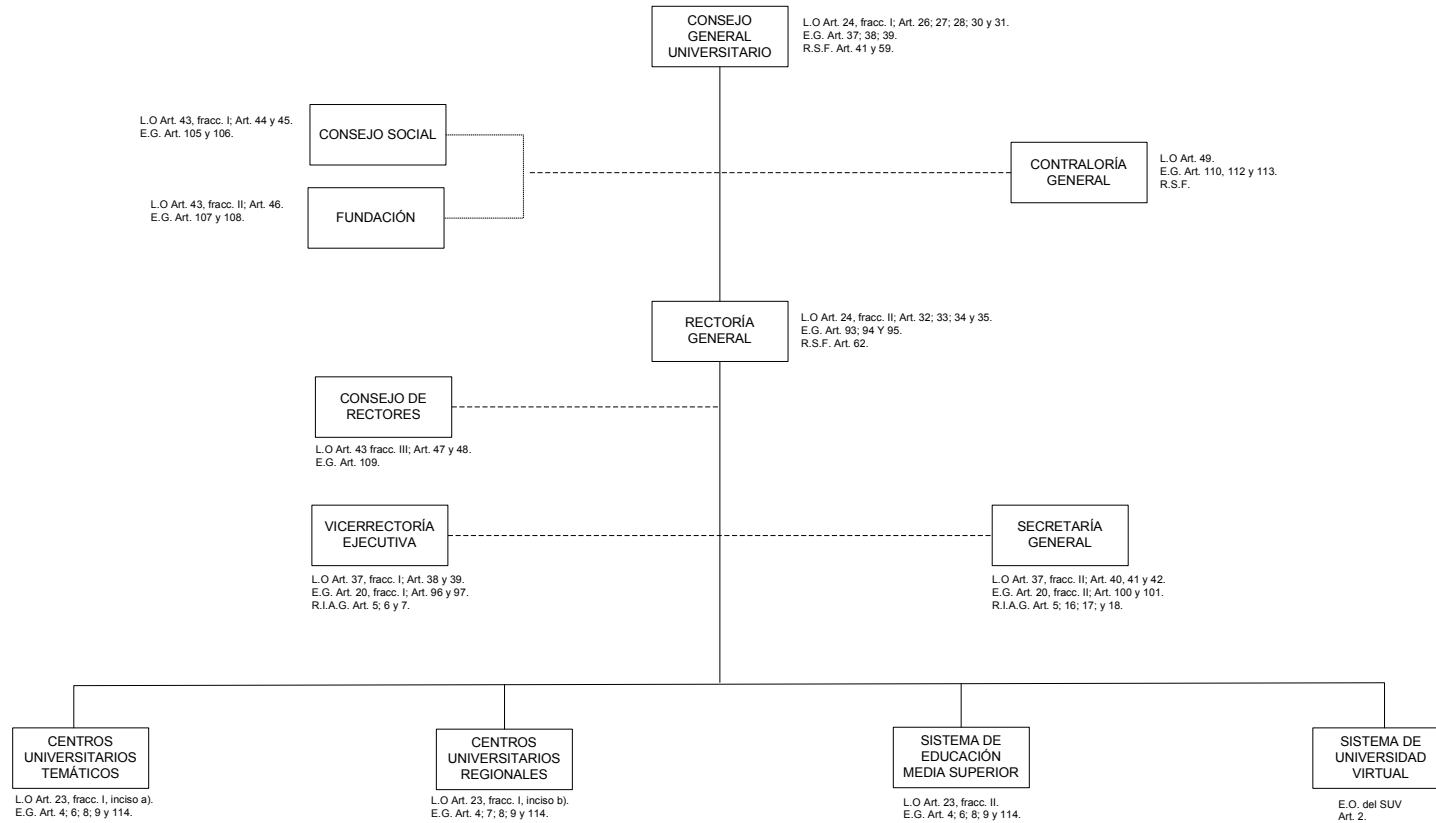 CONSEJO
GENERAL
UNIVERSITARIO
L.O Art. 24, fracc. I; Art. 26; 27; 28; 30 y 31.
E.G. Art. 37; 38; 39.
R.S.F. Art. 41 y 59.
L.O Art. 43, fracc. I; Art. 44 y 45.
E.G. Art. 105 y 106.
CONSEJO SOCIAL
CONTRALORÍA
GENERAL
L.O Art. 49.
E.G. Art. 110, 112 y 113.
R.S.F.
L.O Art. 43, fracc. II; Art. 46.
E.G. Art. 107 y 108.
FUNDACIÓN
RECTORÍA
GENERAL
L.O Art. 24, fracc. II; Art. 32; 33; 34 y 35.
E.G. Art. 93; 94 Y 95.
R.S.F. Art. 62.
CONSEJO DE
RECTORES
L.O Art. 43 fracc. III; Art. 47 y 48.
E.G. Art. 109.
VICERRECTORÍA
EJECUTIVA
L.O Art. 37, fracc. I; Art. 38 y 39.
E.G. Art. 20, fracc. I; Art. 96 y 97.
R.I.A.G. Art. 5; 6 y 7.
SECRETARÍA
GENERAL
L.O Art. 37, fracc. II; Art. 40, 41 y 42.
E.G. Art. 20, fracc. II; Art. 100 y 101.
R.I.A.G. Art. 5; 16; 17; y 18.
CENTROS
UNIVERSITARIOS
TEMÁTICOS
L.O Art. 23, fracc. I, inciso a).
E.G. Art. 4; 6; 8; 9 y 114.
CENTROS
UNIVERSITARIOS
REGIONALES
L.O Art. 23, fracc. I, inciso b).
E.G. Art. 4; 7; 8; 9 y 114.
SISTEMA DE
EDUCACIÓN
MEDIA SUPERIOR
L.O Art. 23, fracc. II.
E.G. Art. 4; 6; 8; 9 y 114.
SISTEMA DE
UNIVERSIDAD
VIRTUAL
E.O. del SUV
Art. 2.